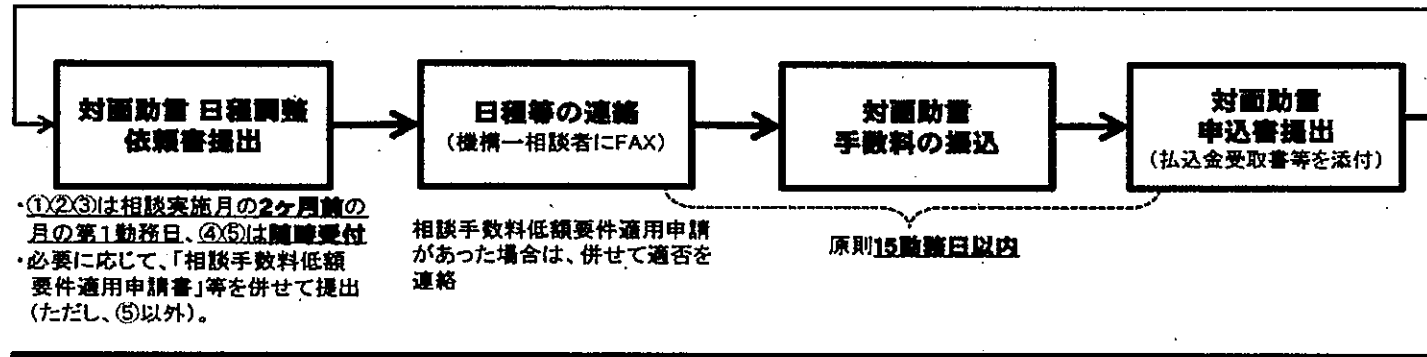 対面助言 日程調整
依頼書提出
日程等の連絡
(機構ー相談者にFAX)
対面助言
手数料の振込
対面助言
申込書提出
(払込金受取書等を添付)
・①②③は相談実施月の2ヶ月前の
月の第1勤務日、④⑤は随時受付
・必要に応じて、「相談手数料低額
要件適用申請書」等を併せて提出
(ただし、⑤以外)。
相談手数料低額要件適用申請
があった場合は、併せて適否を
連絡
原則15勤務日以内